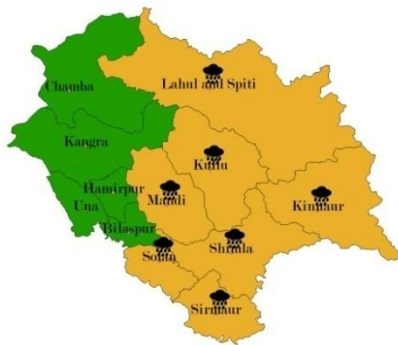 Chamba
Lahul and Spiti
Kangra
Kullu
Hamirpur
Mandi
Kinnaur
Una
Bilaspur
Shimla
Solan
Sirmaur